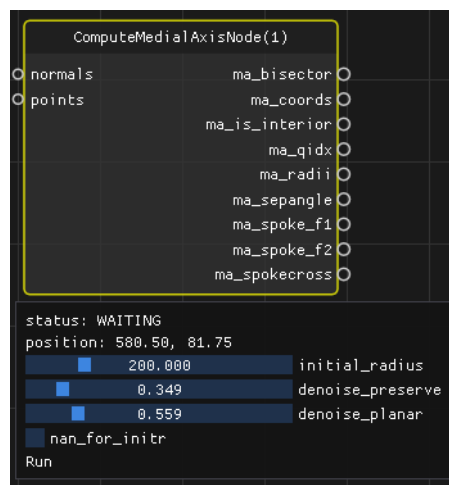 ComputeMedialAxisNode(1)
normals ma_bisector
points ma_coords
ma_is_interior
ma_qidx
ma_radii
ma_sepangle
ma_spoke_f1
ma_spoke_f2
ma_spokecross
status: WAITING
position: 580.50, 81.75
200.000 initial_radius
0.349 denoise_preserve
0.559 denoise_planar
nan_for_initr
Run